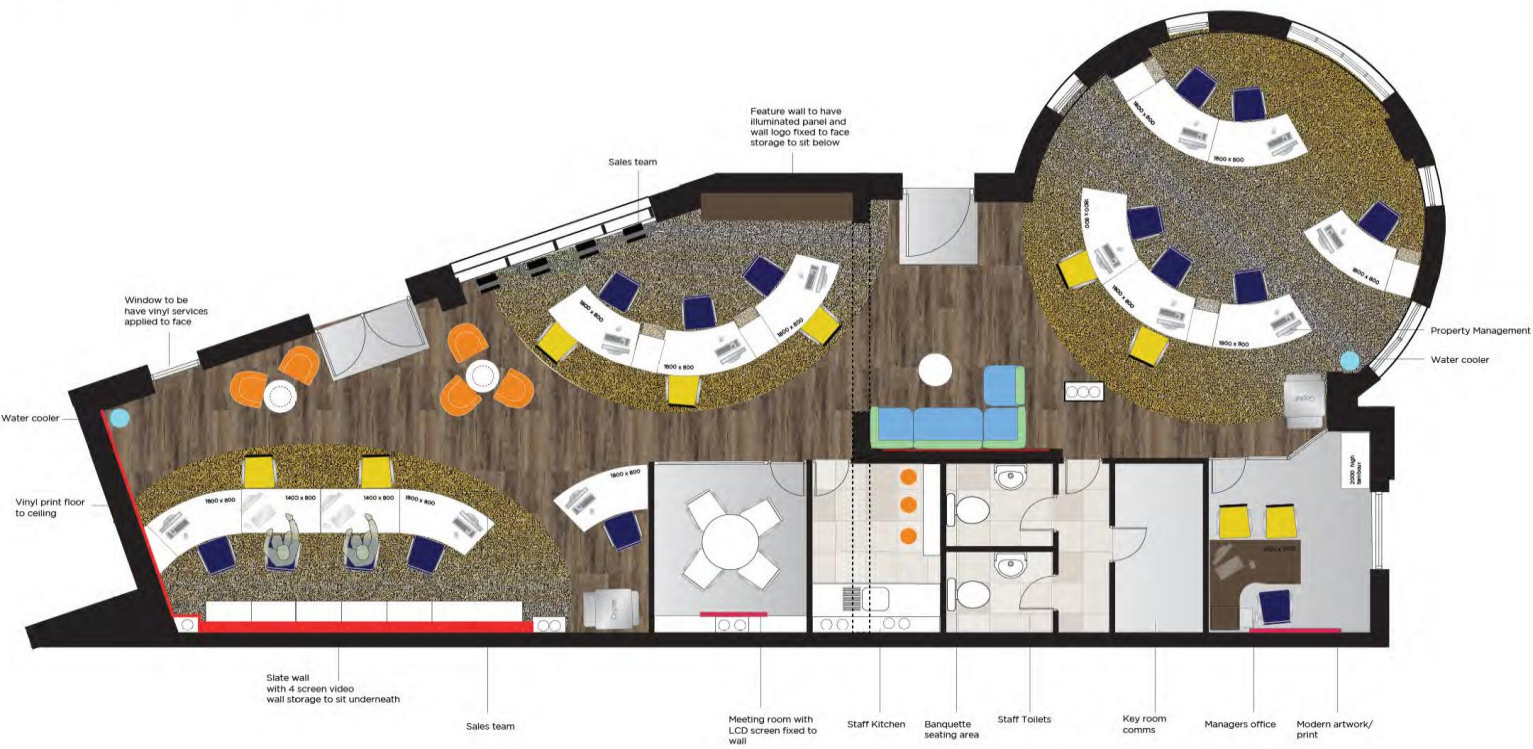 Feature wall to have
illuminated panel and
wall logo fixed to face
storage to sit below
Sales team
Window to be
have vinyl services
applied to face
Water cooler
Vinyl print floor
to ceiling
Property Management
Water cooler
1800 x 800
1800 x 800
1800 x 800
1800 x 800
1800 x 800
1800 x 800
1800 x 800
1800 x 800
1800 x 800
1800 x 800
1400 x 800
1400 x 800
1800 x 800
1800 x 800
Copier
Copier
2000 high
tambour
Slate wall
with 4 screen video
wall storage to sit underneath
Sales team
Meeting room with
LCD screen fixed to
wall
Staff Kitchen
Banquette
seating area
Staff Toilets
Key room
comms
Managers office
Modern artwork/
print